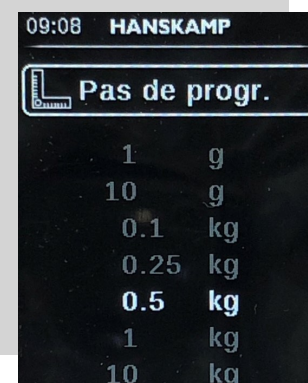 09:08 HANSKAMP
Pas de progr.
1 g
10 g
0.1 kg
0.25 kg
0.5 kg
1 kg
10 kg